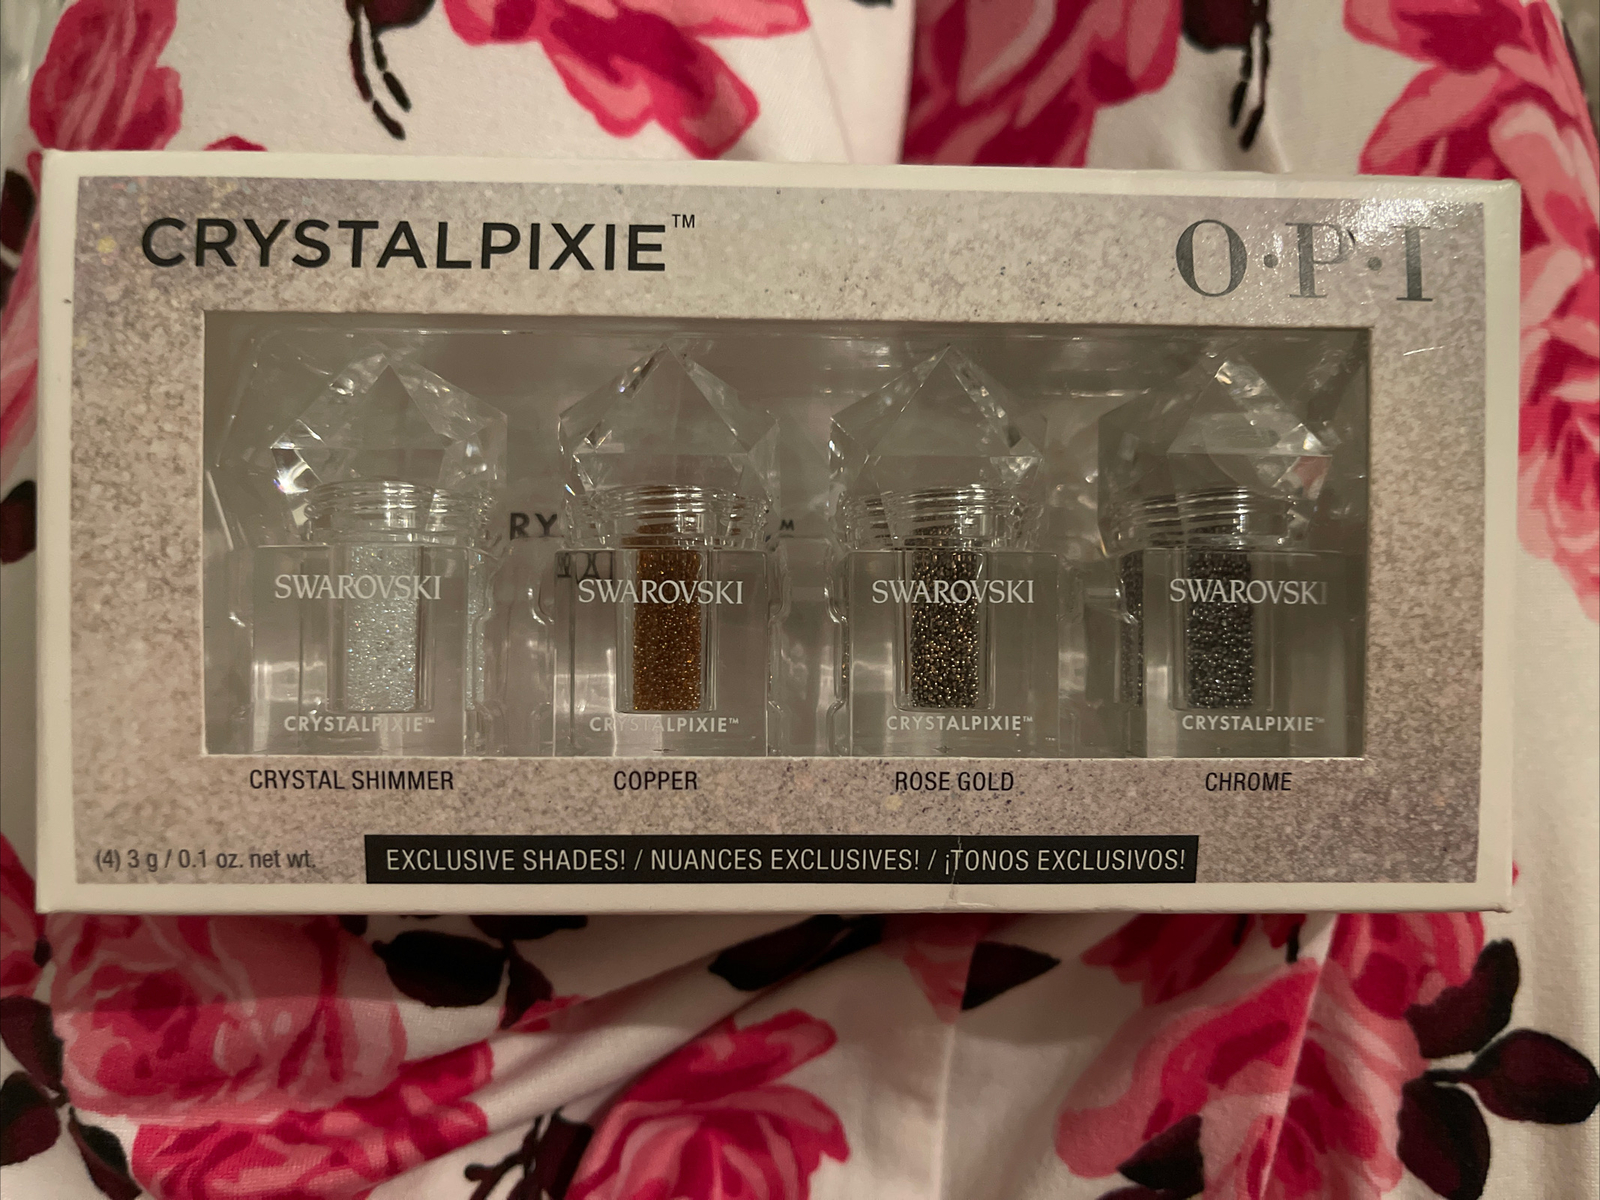 CRYSTALPIXIE™
O·P·I
SWAROVSKI
CRYSTALPIXIE™
SWAROVSKI
CRYSTALPIXIE™
SWAROVSKI
CRYSTALPIXIE™
SWAROVSKI
CRYSTALPIXIE™
CRYSTAL SHIMMER
COPPER
ROSE GOLD
CHROME
(4) 3 g / 0.1 oz. net wt.
EXCLUSIVE SHADES! / NUANCES EXCLUSIVES! / ¡TONOS EXCLUSIVOS!